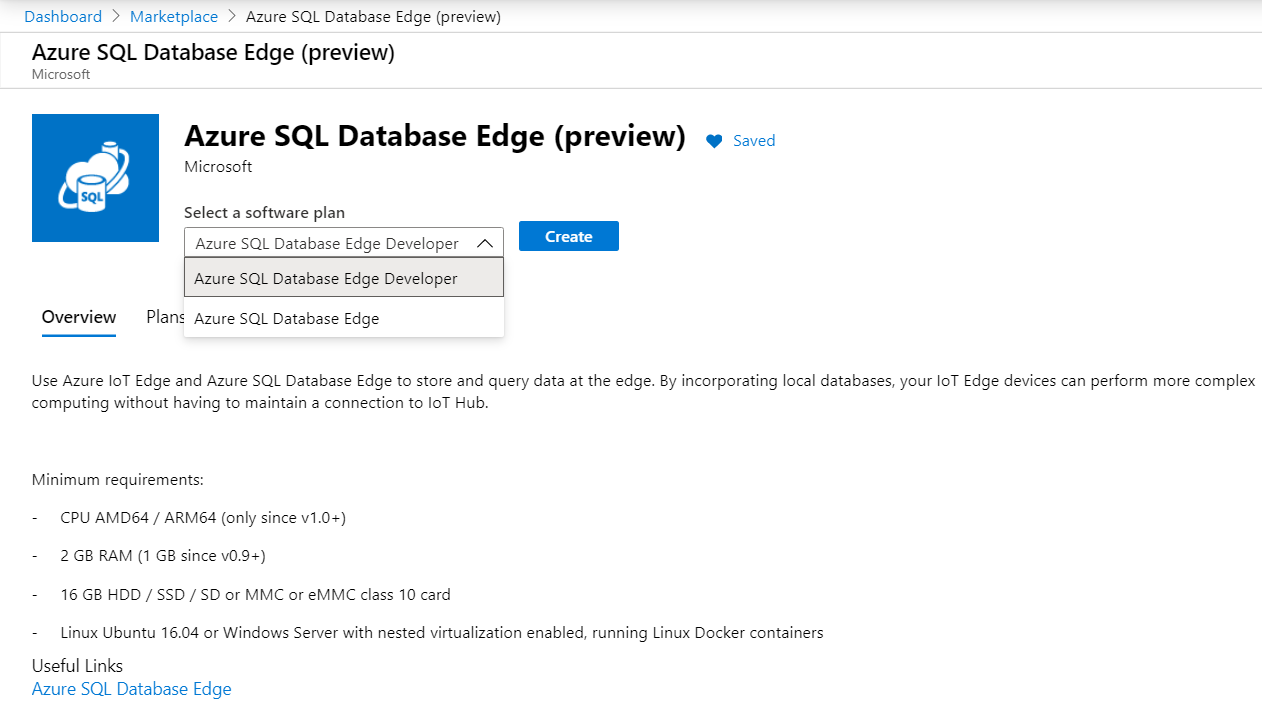 Dashboard > Marketplace > Azure SQL Database Edge (preview)
Azure SQL Database Edge (preview)
Microsoft
SQL
Azure SQL Database Edge (preview)
Saved
Microsoft
Select a software plan
Azure SQL Database Edge Developer
Create
Azure SQL Database Edge Developer
Azure SQL Database Edge
Overview
Plans
Use Azure IoT Edge and Azure SQL Database Edge to store and query data at the edge. By incorporating local databases, your IoT Edge devices can perform more complex
computing without having to maintain a connection to IoT Hub.
Minimum requirements:
- CPU AMD64 / ARM64 (only since v1.0+)
- 2 GB RAM (1 GB since v0.9+)
- 16 GB HDD / SSD / SD or MMC or eMMC class 10 card
- Linux Ubuntu 16.04 or Windows Server with nested virtualization enabled, running Linux Docker containers
Useful Links
Azure SQL Database Edge